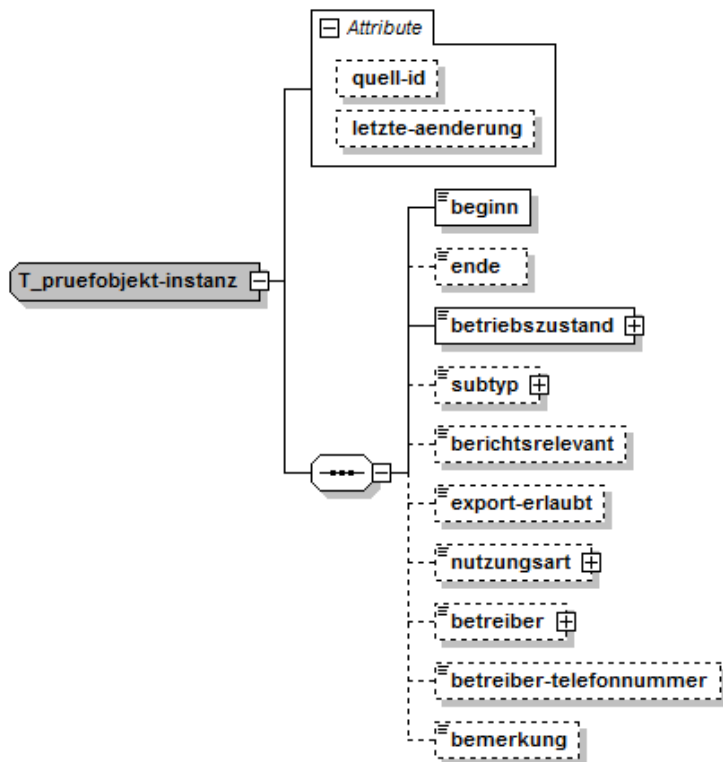 Attribute
quell-id
letzte-aenderung
beginn
ende
T_pruefobjekt-instanz
betriebszustand
subtyp
berichtsrelevant
export-erlaubt
nutzungsart
betreiber
betreiber-telefonnummer
bemerkung